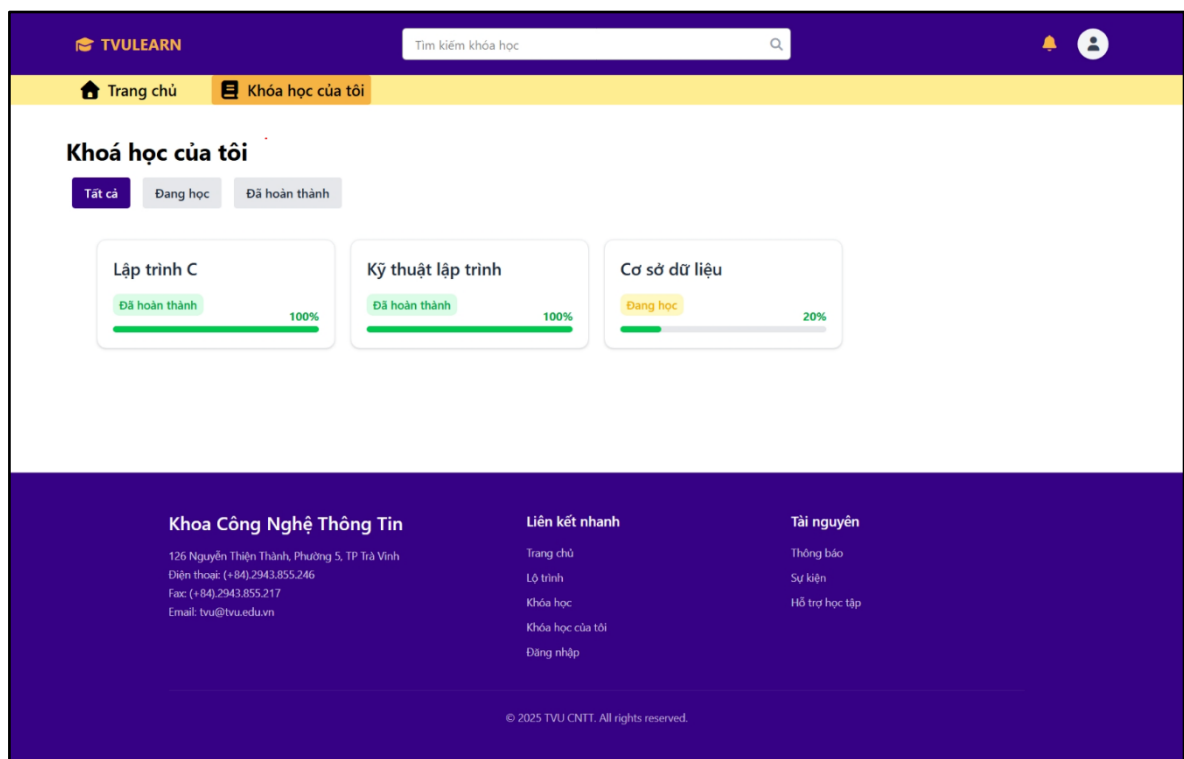 TVULEARN
Tìm kiếm khóa học
Trang chủ
Khóa học của tôi
Khoá học của tôi
Tất cả
Đang học
Đã hoàn thành
Lập trình C
Đã hoàn thành
100%
Kỹ thuật lập trình
Đã hoàn thành
100%
Cơ sở dữ liệu
Đang học
20%
Khoa Công Nghệ Thông Tin
126 Nguyễn Thiện Thành, Phường 5, TP Trà Vinh
Điện thoại: (+84).2943.855.246
Fax: (+84).2943.855.217
Email: tvu@tvu.edu.vn
Liên kết nhanh
Trang chủ
Lộ trình
Khóa học
Khóa học của tôi
Đăng nhập
Tài nguyên
Thông báo
Sự kiện
Hỗ trợ học tập
© 2025 TVU CNTT. All rights reserved.